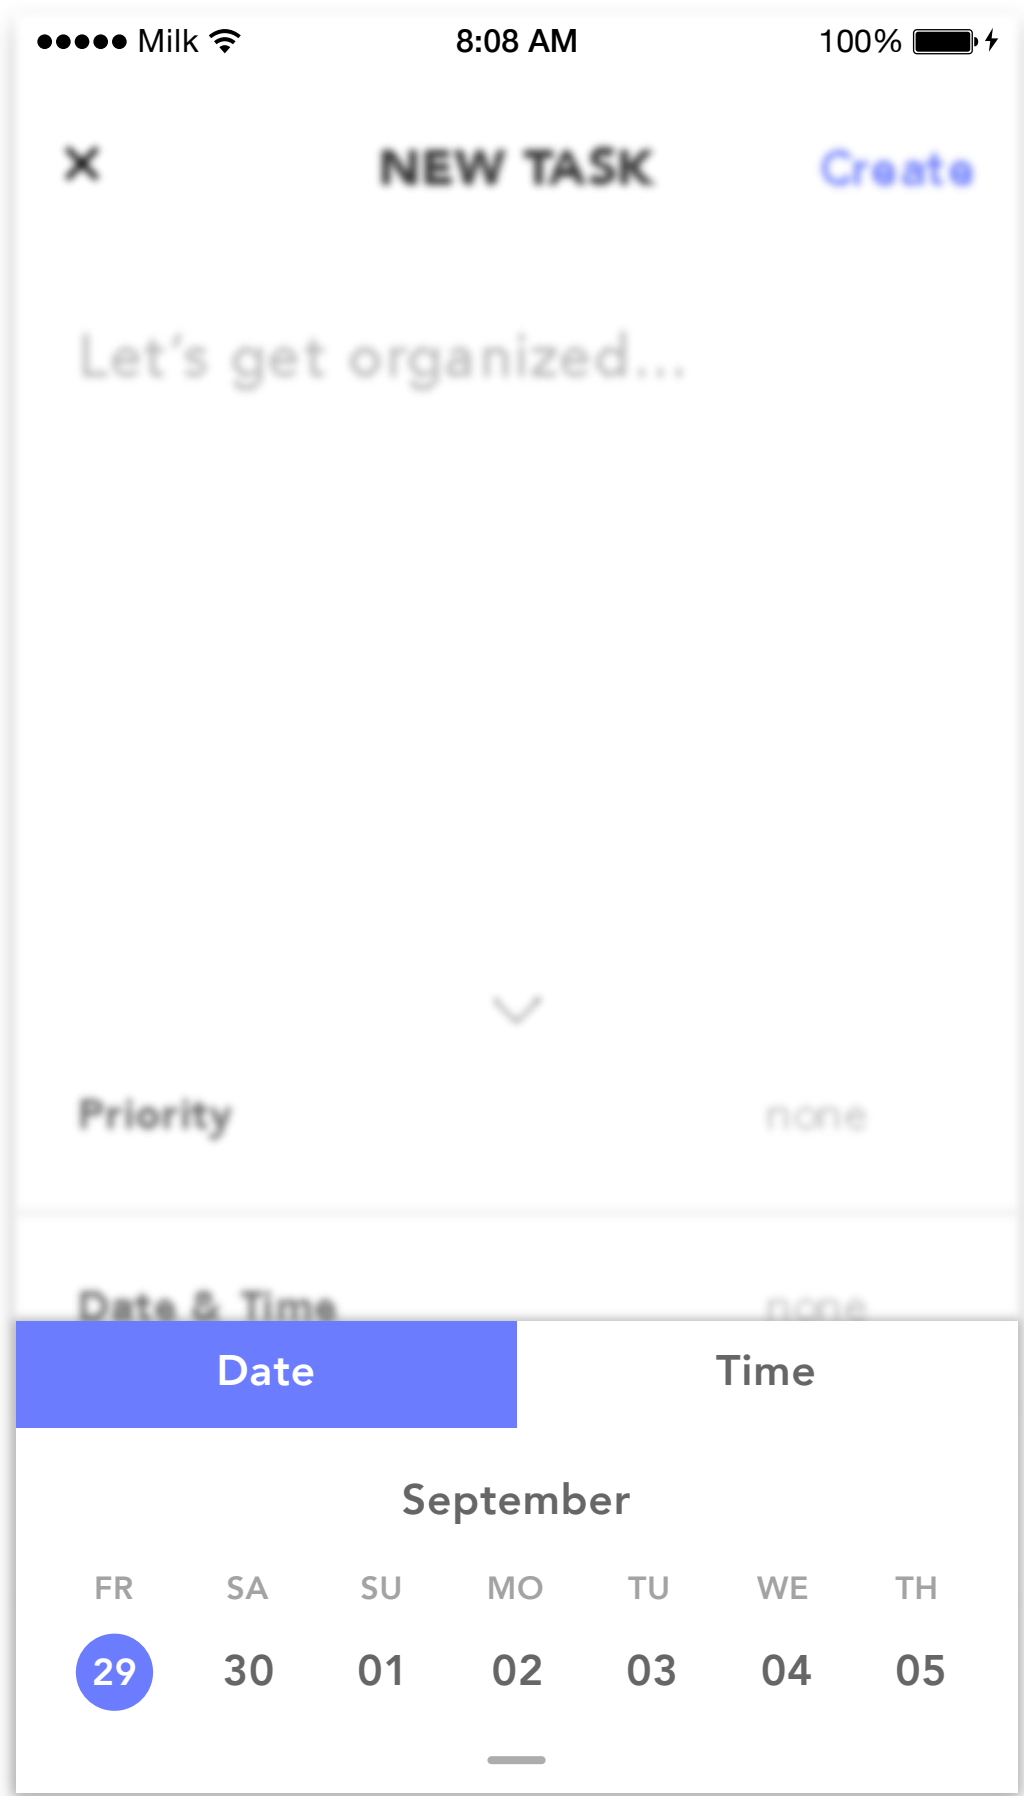 Milk 8:08 AM 100%
NEW TASK Create
Let's get organized...
Priority none
Date & Time none
Date Time
September
FR SA SU MO TU WE TH
29 30 01 02 03 04 05